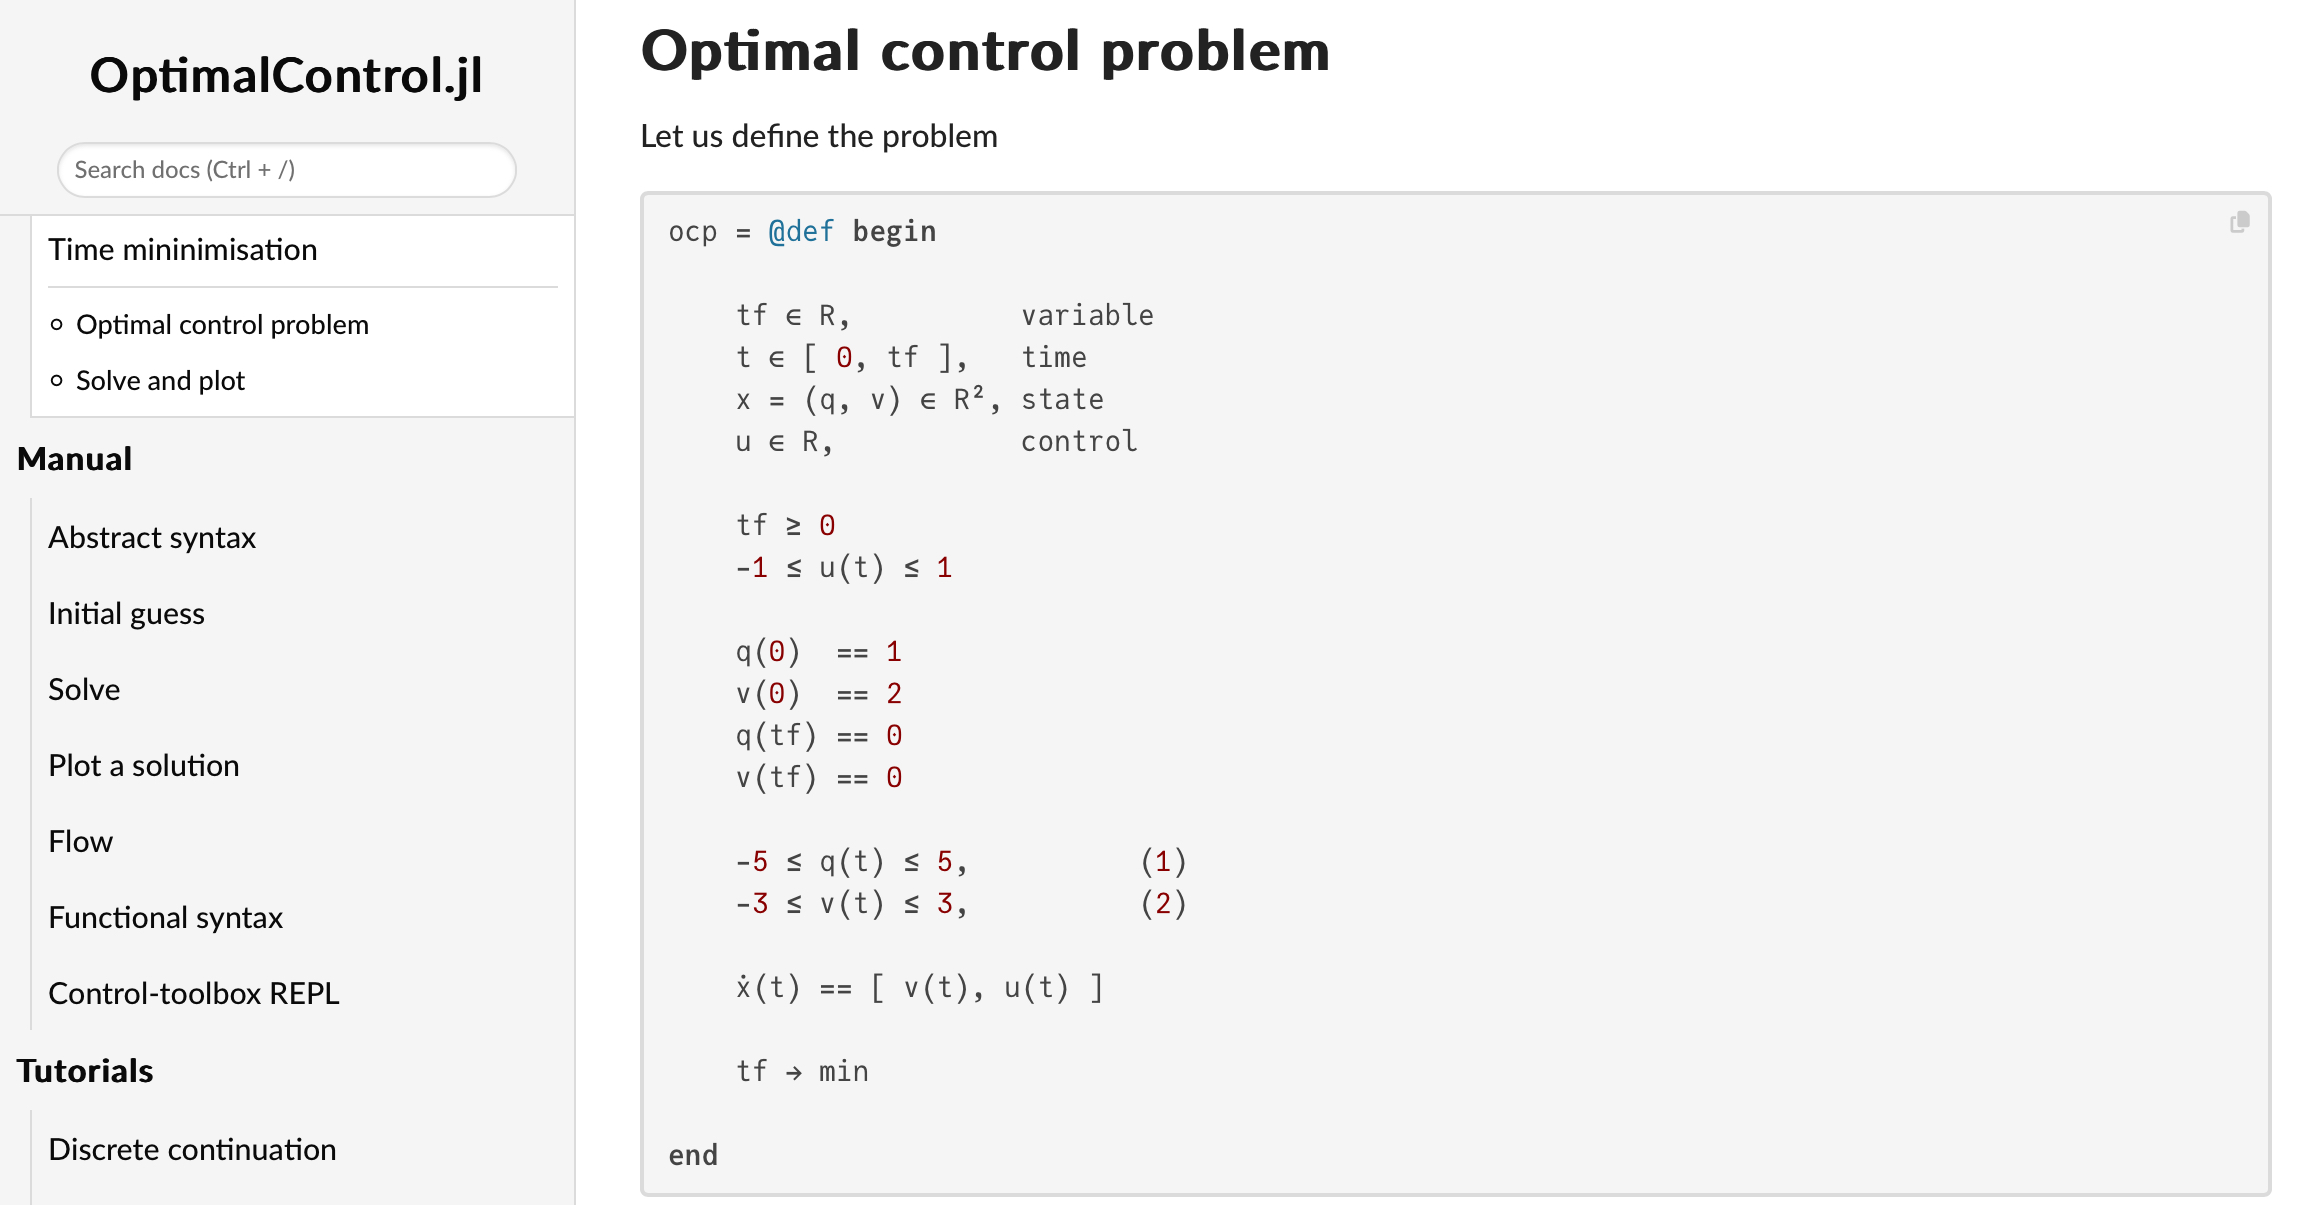 OptimalControl.jl
Search docs (Ctrl + /)
Time mininimisation
Optimal control problem
Solve and plot
Manual
Abstract syntax
Initial guess
Solve
Plot a solution
Flow
Functional syntax
Control-toolbox REPL
Tutorials
Discrete continuation
Optimal control problem
Let us define the problem
ocp = @def begin
tf ∈ R, variable
t ∈ [ 0, tf ], time
x = (q, v) ∈ R², state
u ∈ R, control
tf ≥ 0
-1 ≤ u(t) ≤ 1
q(0) == 1
v(0) == 2
q(tf) == 0
v(tf) == 0
-5 ≤ q(t) ≤ 5, (1)
-3 ≤ v(t) ≤ 3, (2)
ẋ(t) == [ v(t), u(t) ]
tf → min
end